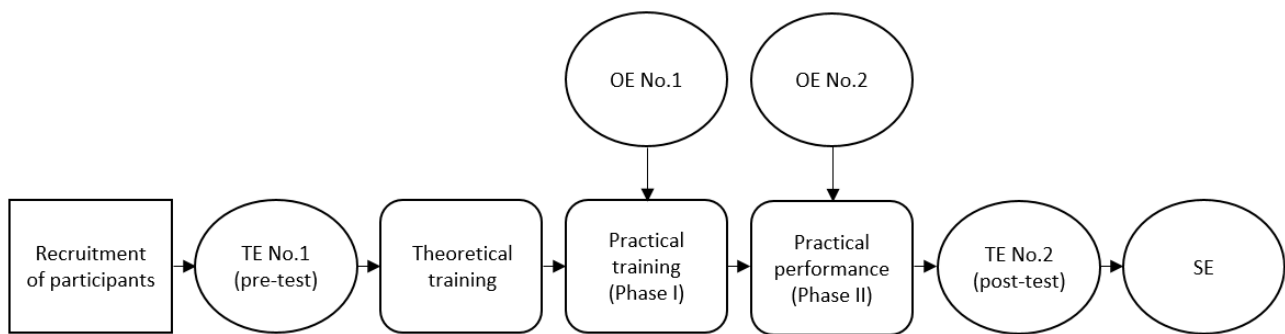 OE No.1
OE No.2
Recruitment
of participants
TE No.1
(pre-test)
Theoretical
training
Practical
training
(Phase I)
Practical
performance
(Phase II)
TE No.2
(post-test)
SE